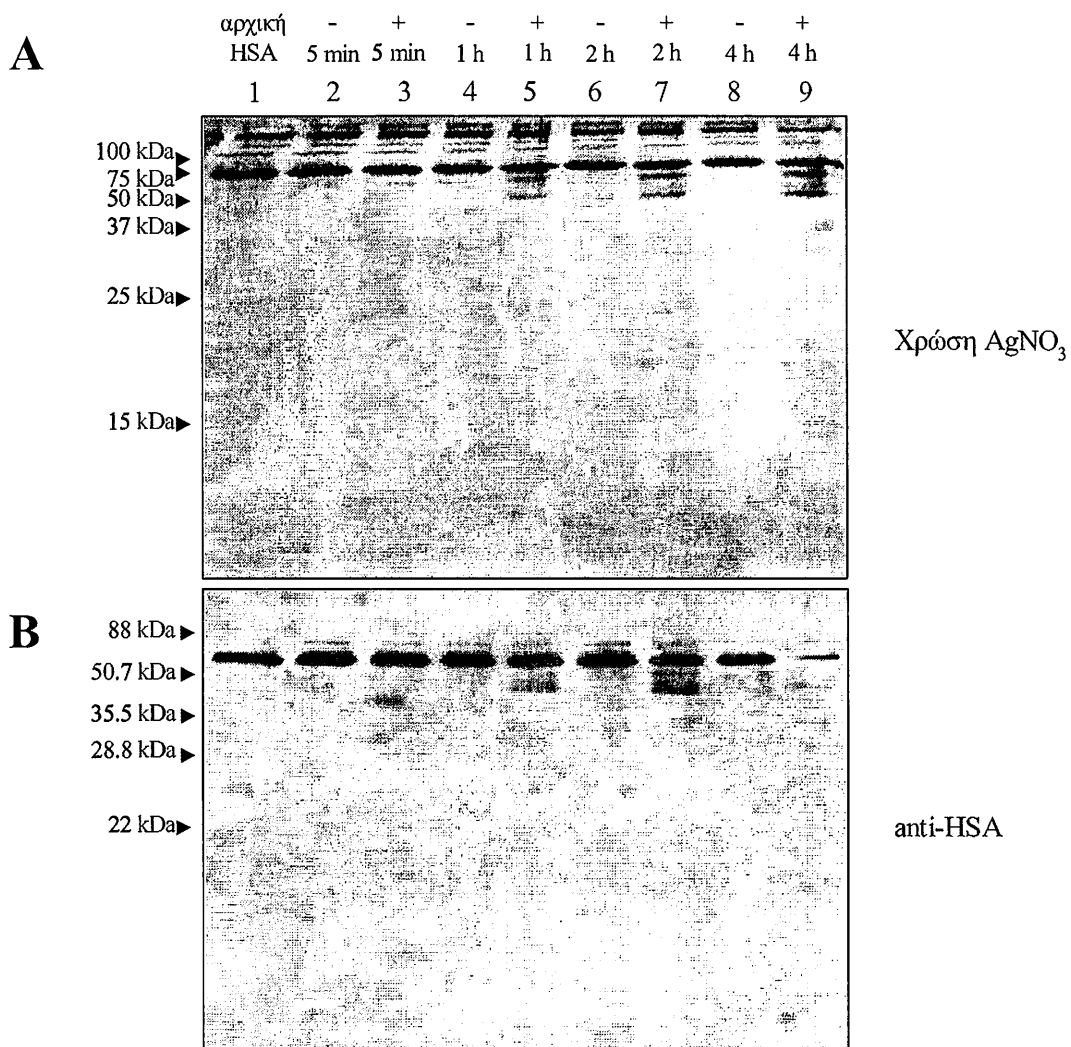 A
αρχική - + - + - + - +
HSA 5 min 5 min 1 h 1 h 2 h 2 h 4 h 4 h
1 2 3 4 5 6 7 8 9
100 kDa
75 kDa
50 kDa
37 kDa
25 kDa
Χρώση AgNO3
15 kDa
B
88 kDa
50.7 kDa
35.5 kDa
28.8 kDa
22 kDa
anti-HSA